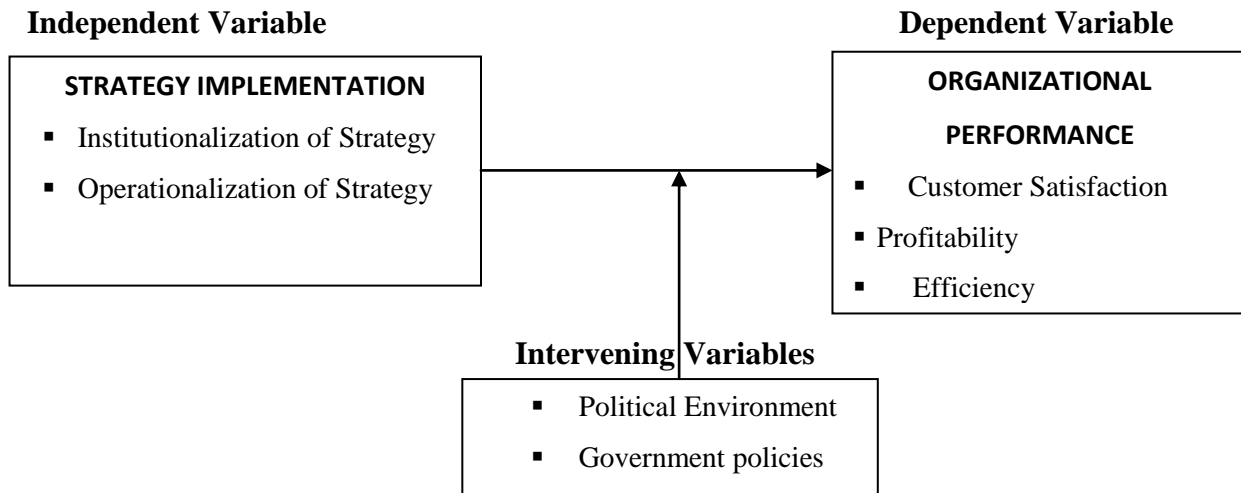 Independent Variable
STRATEGY IMPLEMENTATION
▪ Institutionalization of Strategy
▪ Operationalization of Strategy
Dependent Variable
ORGANIZATIONAL
PERFORMANCE
▪ Customer Satisfaction
▪ Profitability
▪ Efficiency
Intervening Variables
▪ Political Environment
▪ Government policies